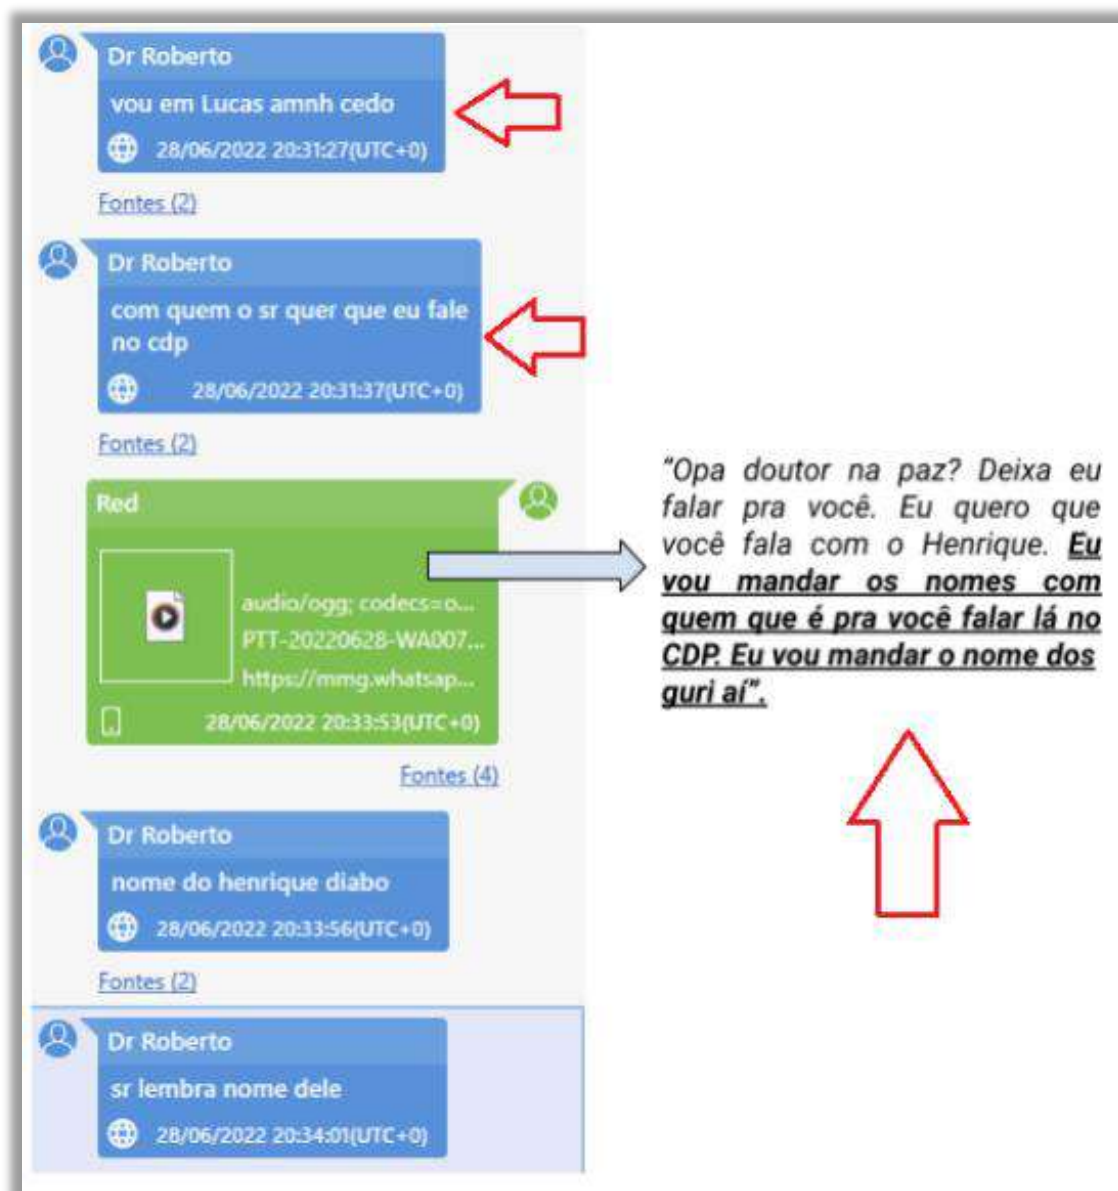 Dr Roberto
vou em Lucas amnh cedo
28/06/2022 20:31:27(UTC+0)
Fontes (2)
Dr Roberto
com quem o sr quer que eu fale
no cdp
28/06/2022 20:31:37(UTC+0)
Fontes (2)
Red
audio/ogg; codecs=o...
PTT-20220628-WA007...
https://mmg.whatsap...
28/06/2022 20:33:53(UTC+0)
Fontes (4)
"Opa doutor na paz? Deixa eu
falar pra você. Eu quero que
você fala com o Henrique. Eu
vou mandar os nomes com
quem que é pra você falar lá no
CDP. Eu vou mandar o nome dos
guri aí".
Dr Roberto
nome do henrique diabo
28/06/2022 20:33:56(UTC+0)
Fontes (2)
Dr Roberto
sr lembra nome dele
28/06/2022 20:34:01(UTC+0)